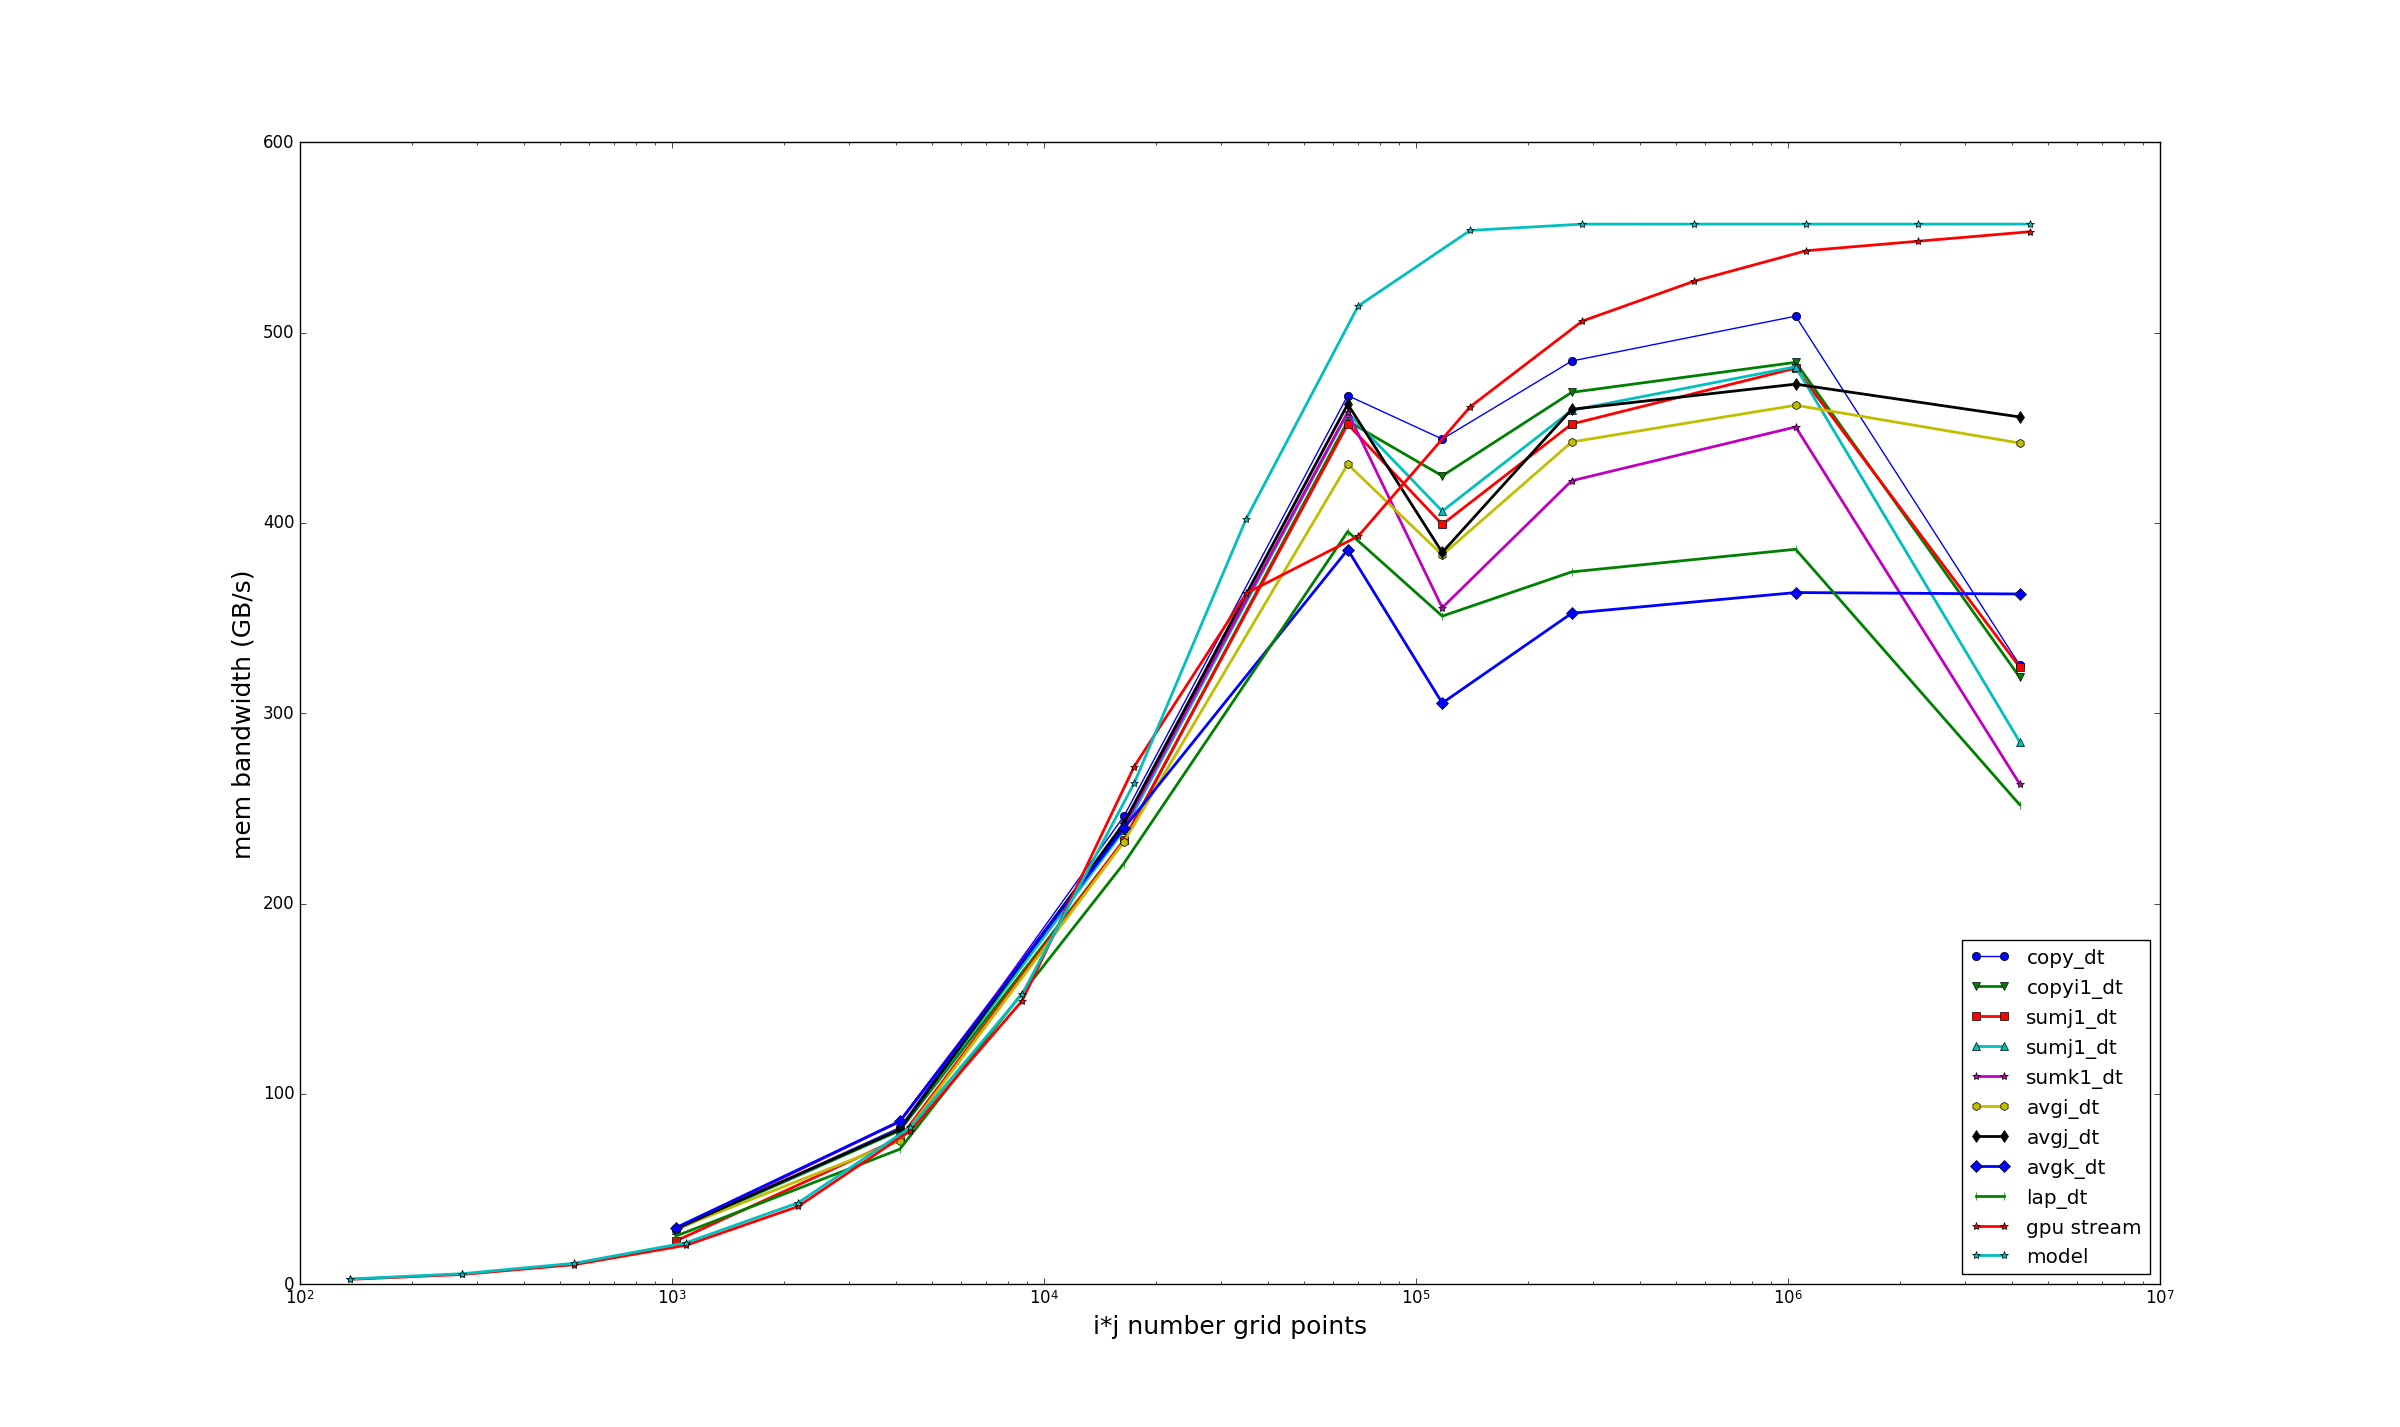 600
500
400
300
200
100
0
mem bandwidth (GB/s)
10² 10³ 10⁴ 10⁵ 10⁶ 10⁷
i*j number grid points
copy_dt
copyi1_dt
sumj1_dt
sumj1_dt
sumk1_dt
avgi_dt
avgj_dt
avgk_dt
lap_dt
gpu stream
model